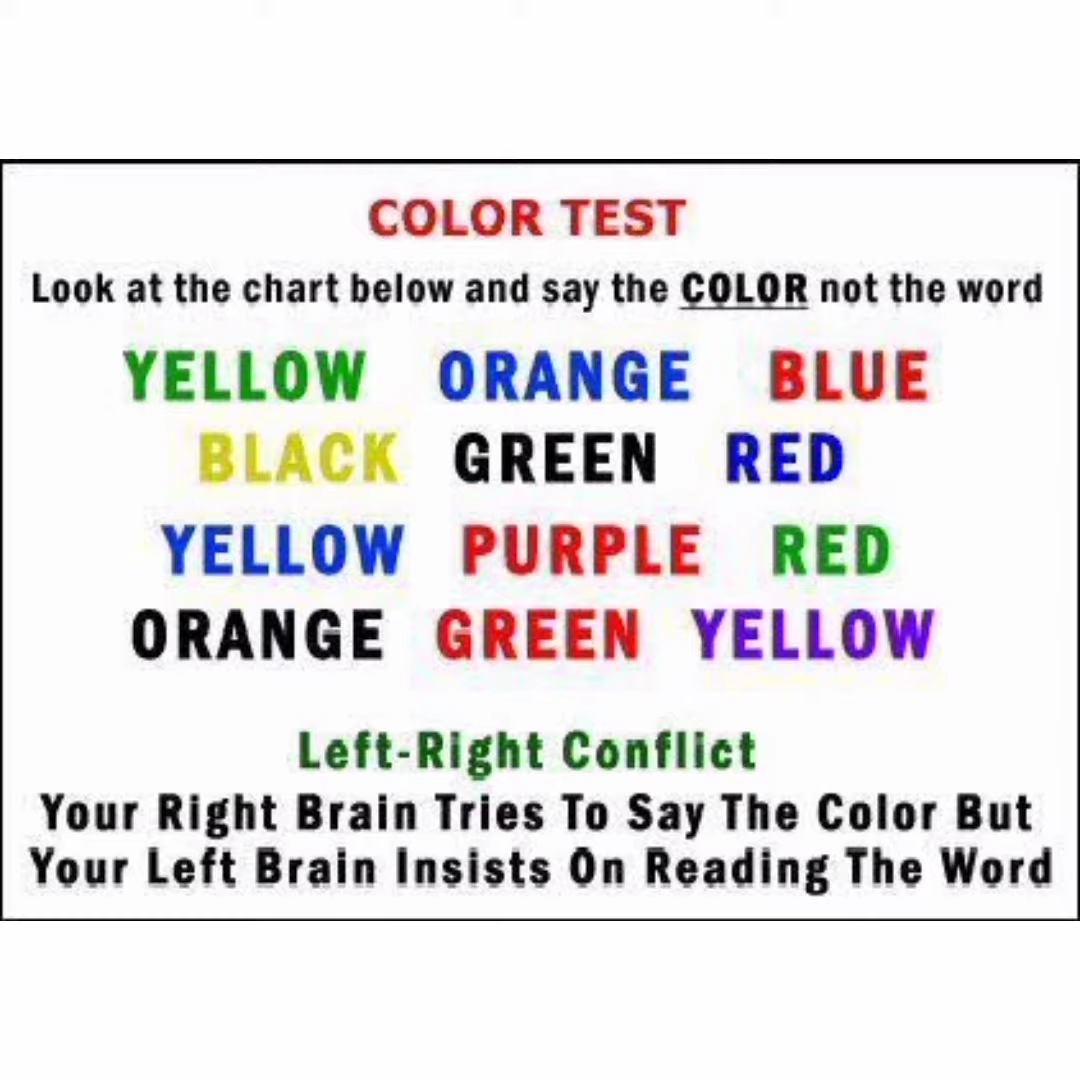 COLOR TEST
Look at the chart below and say the COLOR not the word
YELLOW ORANGE BLUE
BLACK GREEN RED
YELLOW PURPLE RED
ORANGE GREEN YELLOW
Left-Right Conflict
Your Right Brain Tries To Say The Color But
Your Left Brain Insists On Reading The Word